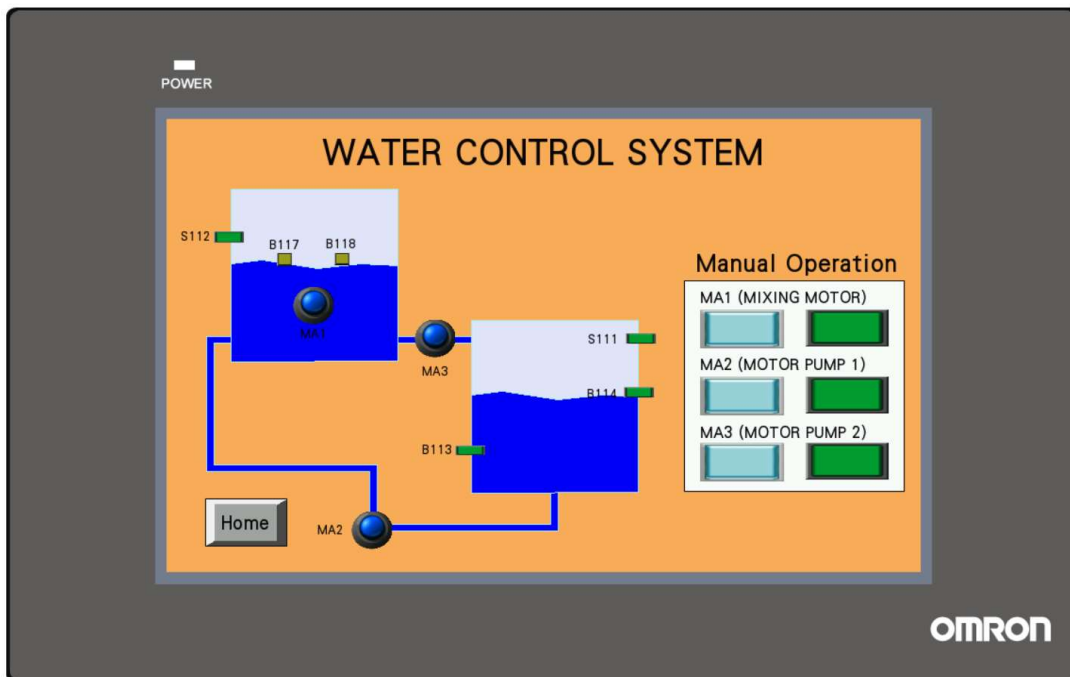 POWER
WATER CONTROL SYSTEM
S112
B117
B118
MA1
MA3
S111
B114
B113
MA2
Home
Manual Operation
MA1 (MIXING MOTOR)
MA2 (MOTOR PUMP 1)
MA3 (MOTOR PUMP 2)
OMRON